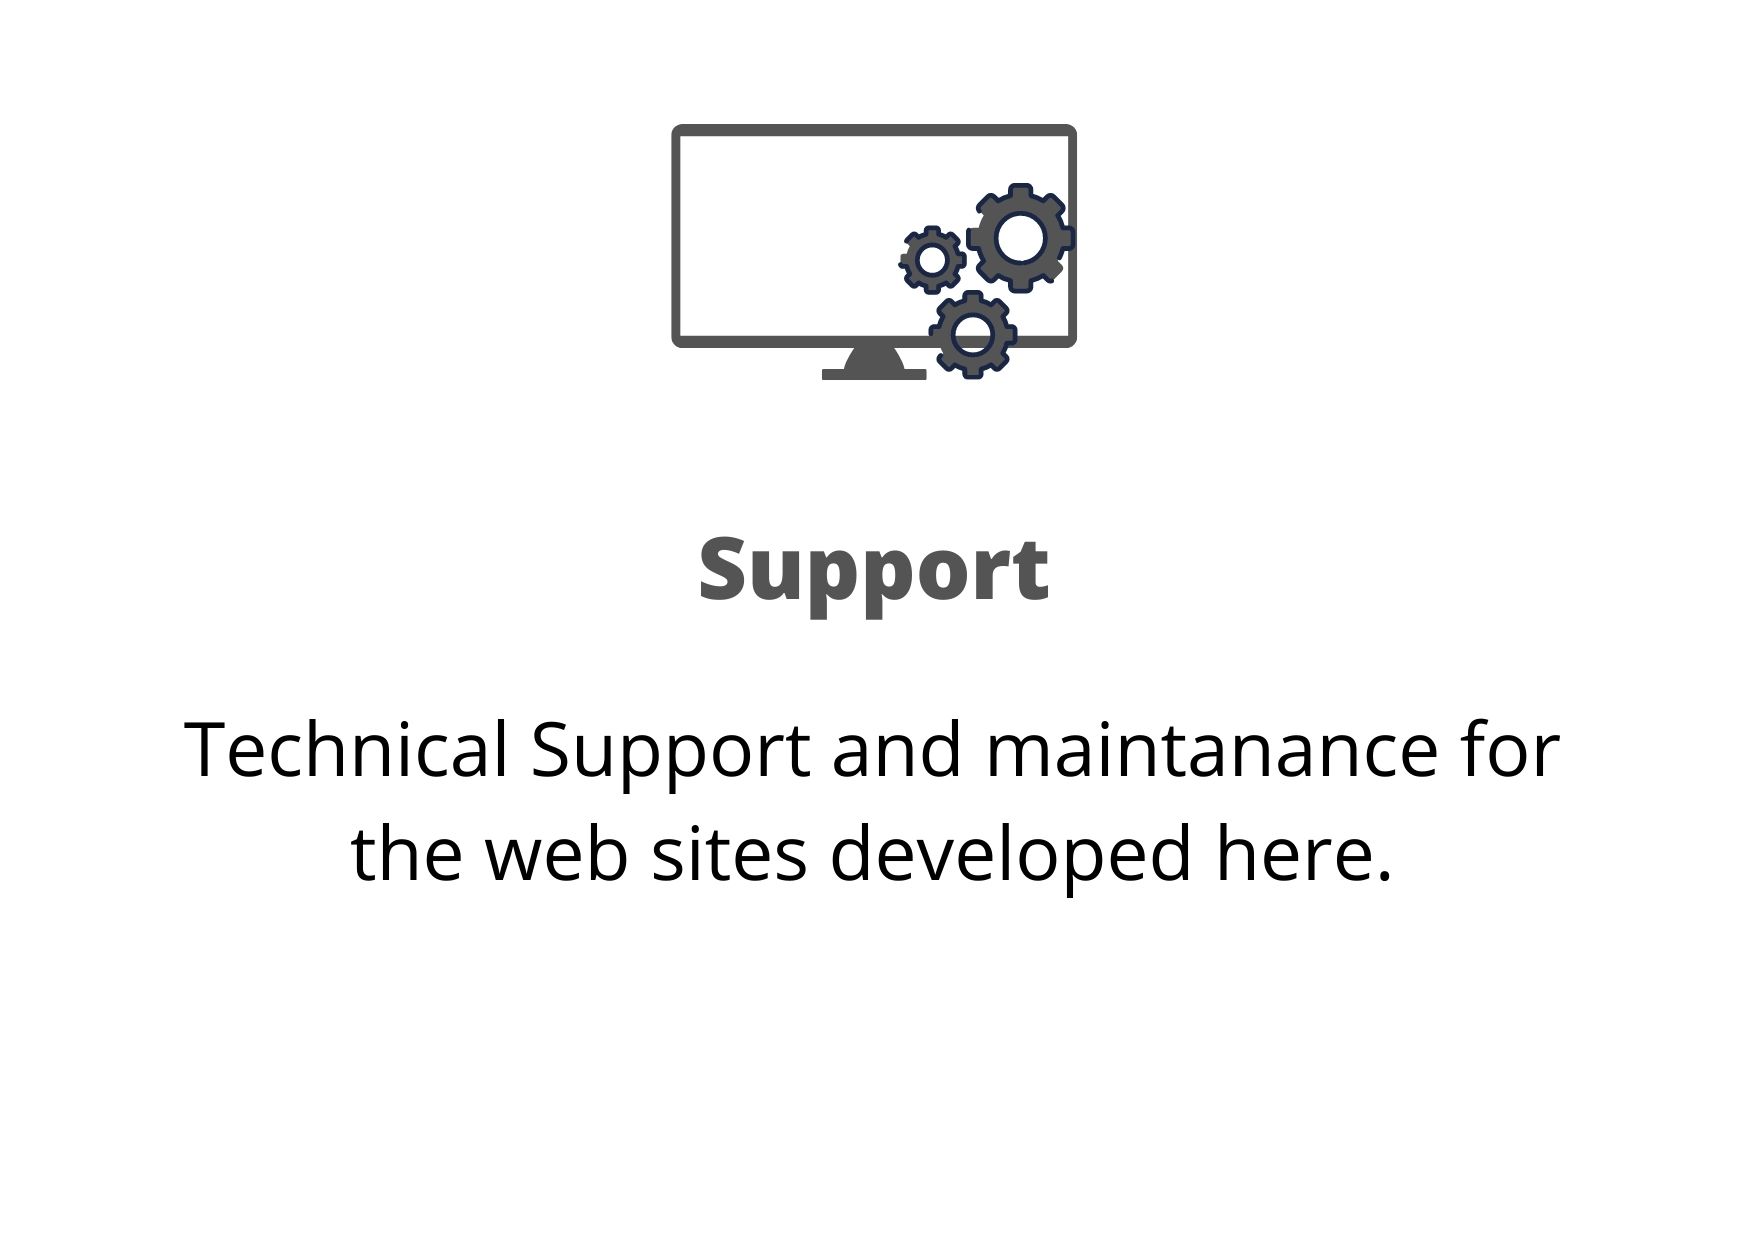 Support
Technical Support and maintanance for
the web sites developed here.